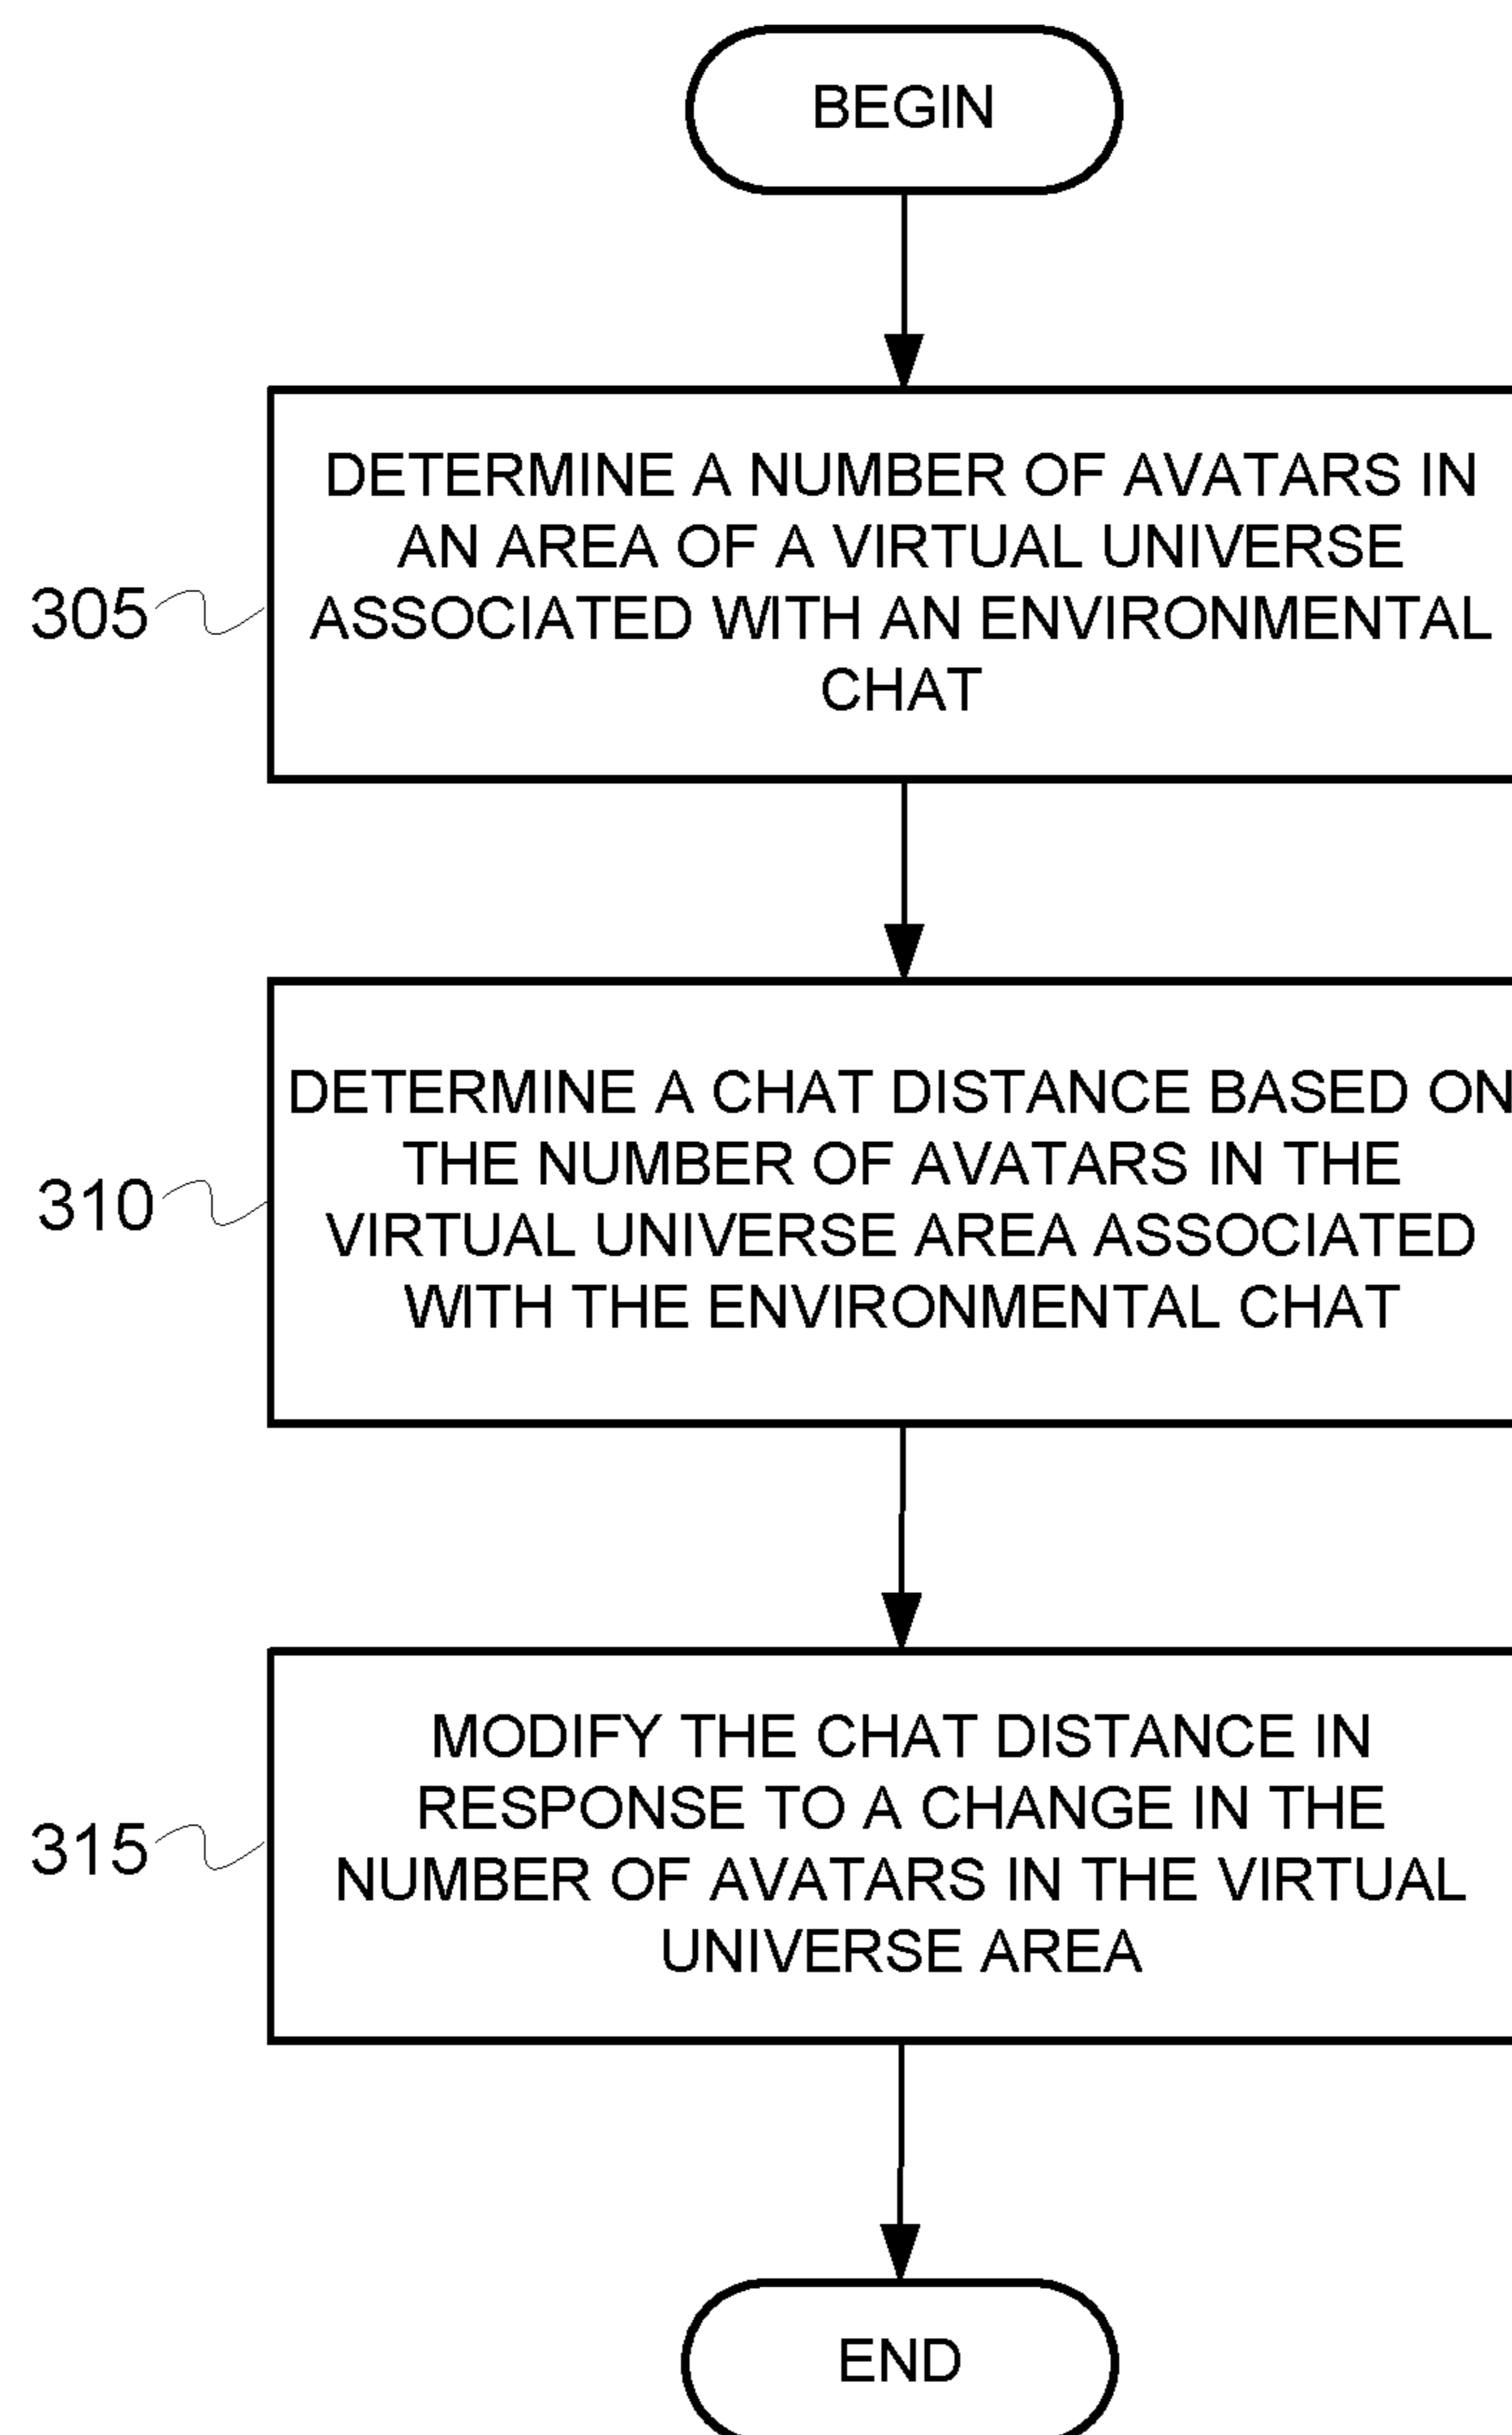 BEGIN
DETERMINE A NUMBER OF AVATARS IN
AN AREA OF A VIRTUAL UNIVERSE
ASSOCIATED WITH AN ENVIRONMENTAL
CHAT
305
DETERMINE A CHAT DISTANCE BASED ON
THE NUMBER OF AVATARS IN THE
VIRTUAL UNIVERSE AREA ASSOCIATED
WITH THE ENVIRONMENTAL CHAT
310
MODIFY THE CHAT DISTANCE IN
RESPONSE TO A CHANGE IN THE
NUMBER OF AVATARS IN THE VIRTUAL
UNIVERSE AREA
315
END